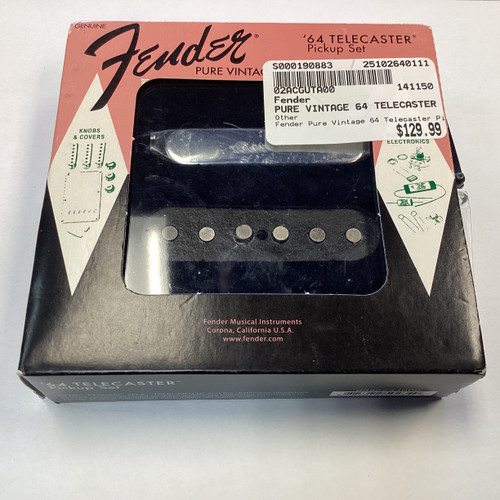 GENUINE
Fender®
PURE VINTAGE
'64 TELECASTER®
Pickup Set
S000190883 25102640111
141150
02ACGUTA00
Fender
PURE VINTAGE 64 TELECASTER
Other
Fender Pure Vintage 64 Telecaster Pi
$129.99
KNOBS
& COVERS
ELECTRONICS
Fender Musical Instruments
Corona, California U.S.A.
www.fender.com
'64 TELECASTER®
Pickup Set